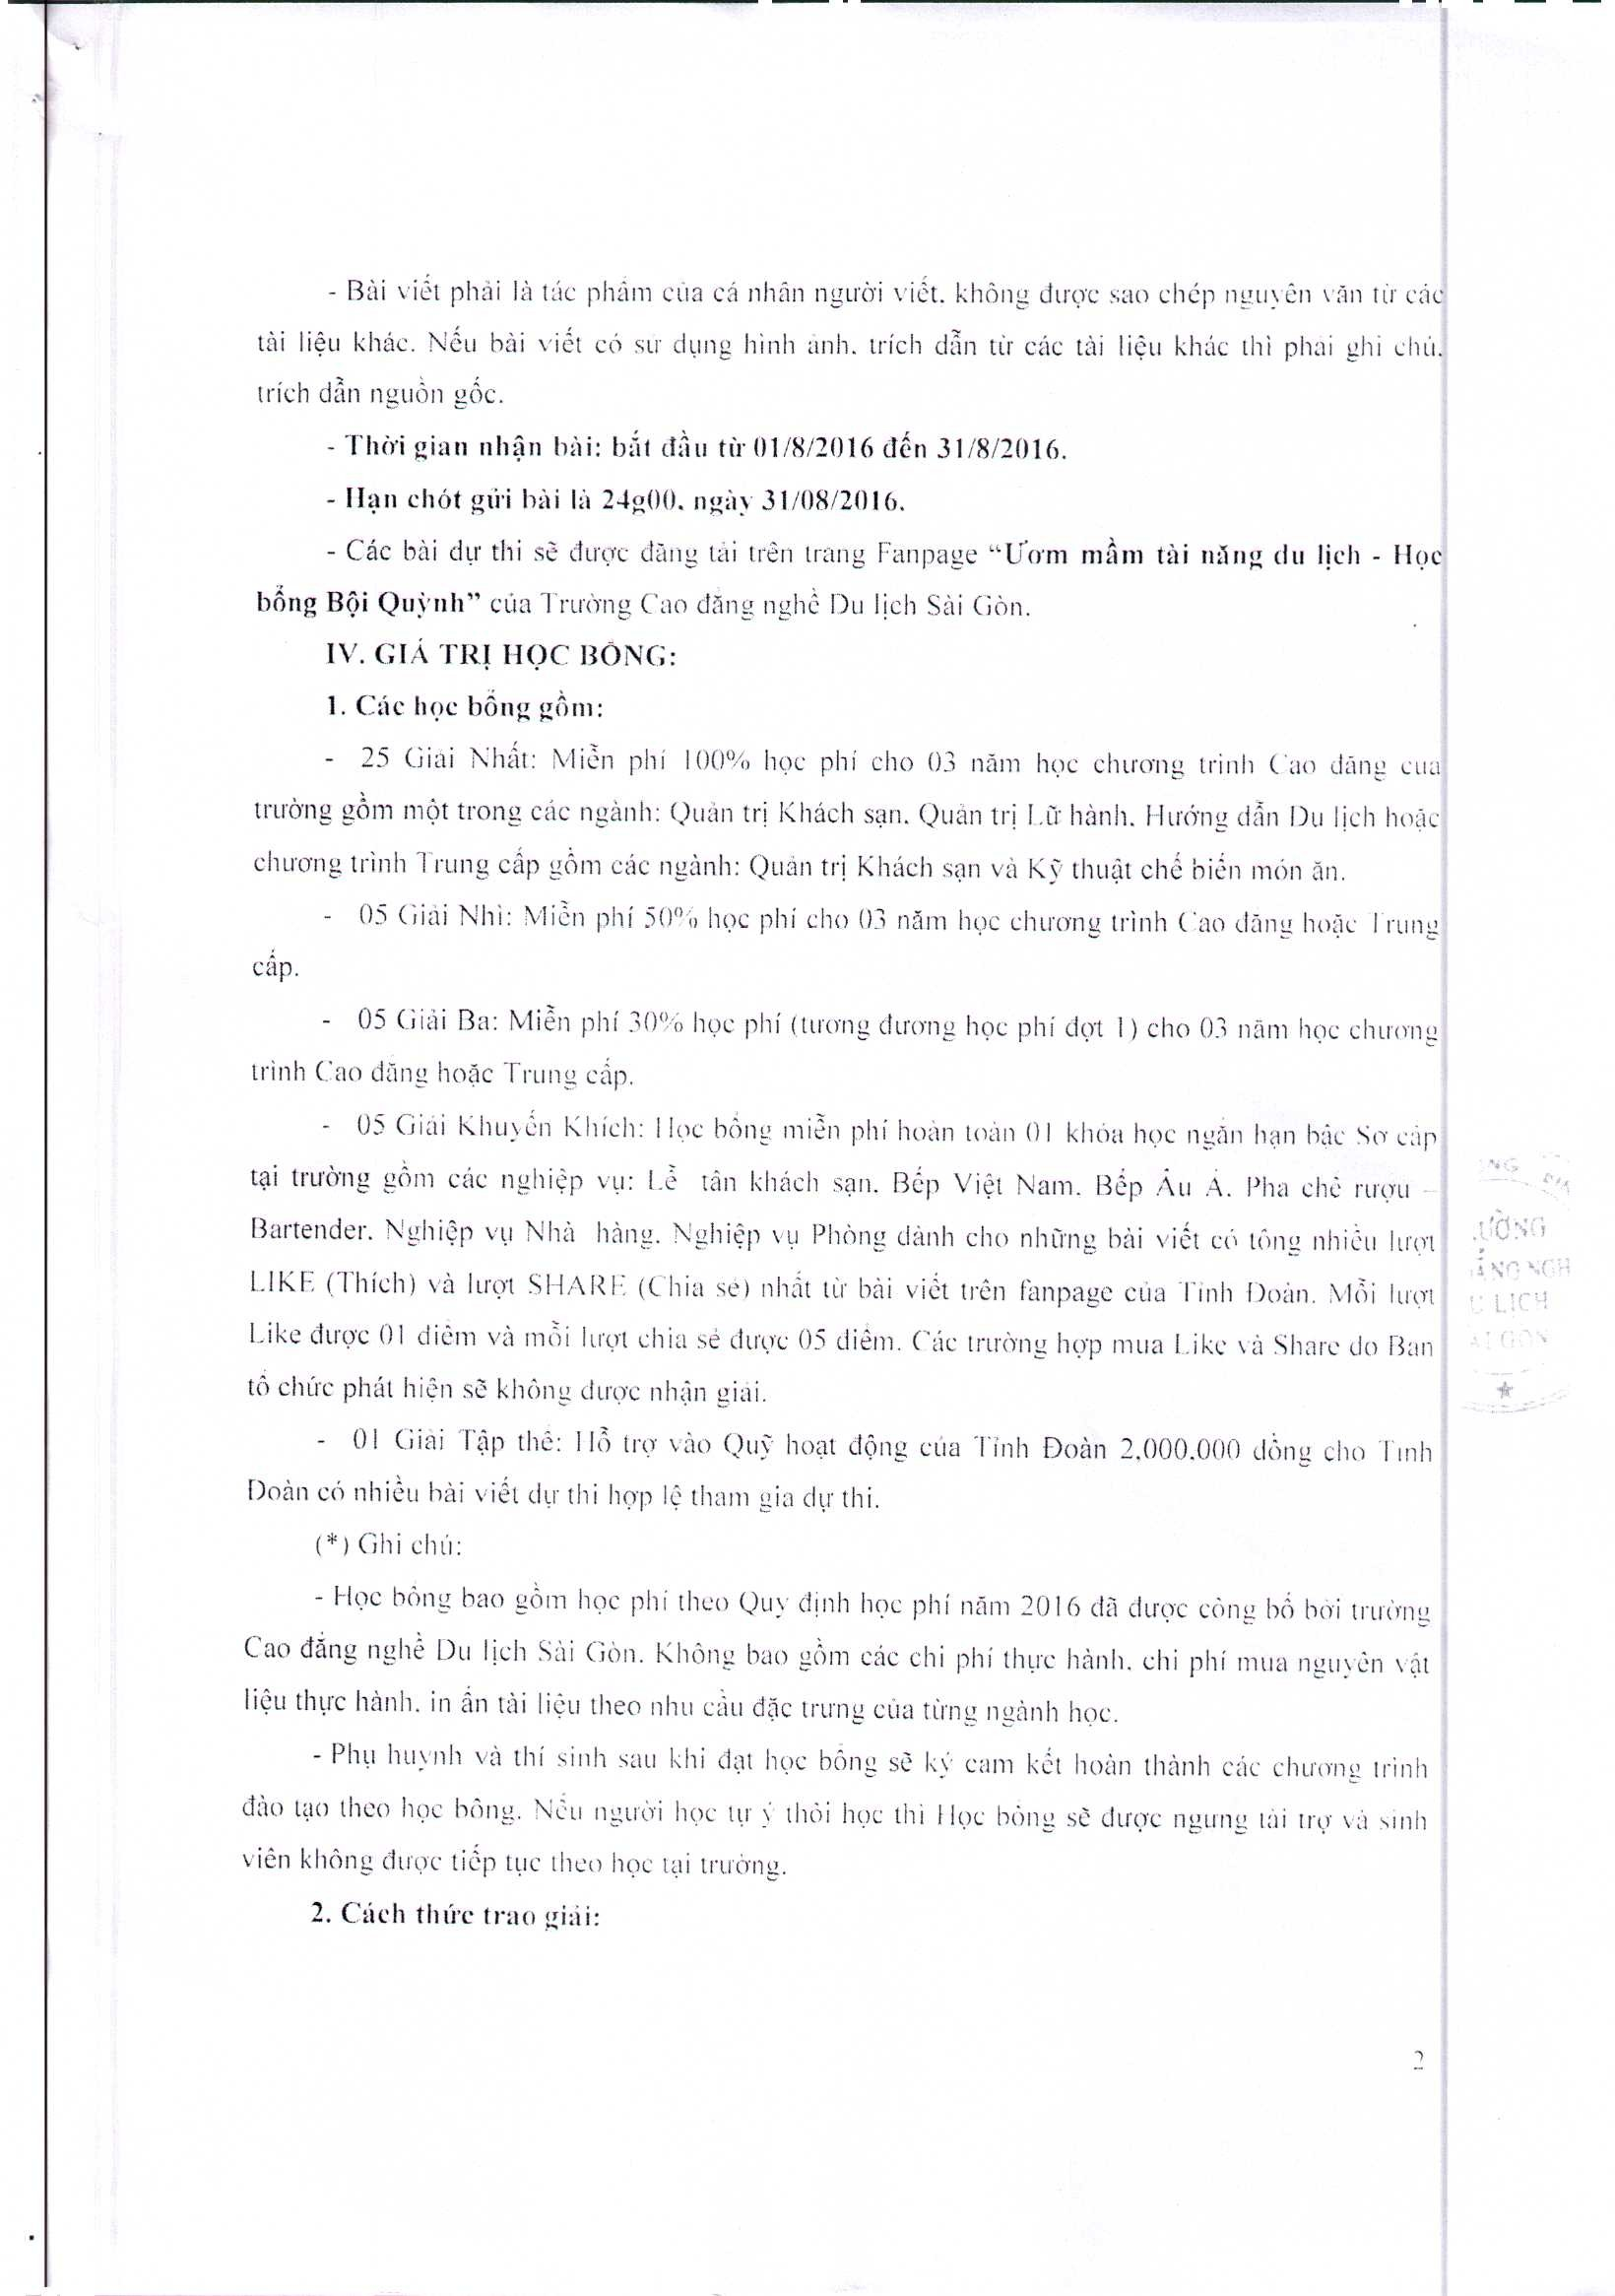 - Bài viết phải là tác phẩm của cá nhân người viết, không được sao chép nguyên văn từ các
tài liệu khác. Nếu bài viết có sử dụng hình ảnh, trích dẫn từ các tài liệu khác thì phải ghi chú,
trích dẫn nguồn gốc.
- Thời gian nhận bài: bắt đầu từ 01/8/2016 đến 31/8/2016.
- Hạn chót gửi bài là 24g00, ngày 31/08/2016.
- Các bài dự thi sẽ được đăng tải trên trang Fanpage “Ươm mầm tài năng du lịch - Học
bổng Bội Quỳnh” của Trường Cao đẳng nghề Du lịch Sài Gòn.
IV. GIÁ TRỊ HỌC BỔNG:
1. Các học bổng gồm:
- 25 Giải Nhất: Miễn phí 100% học phí cho 03 năm học chương trình Cao đẳng của
trường gồm một trong các ngành: Quản trị Khách sạn, Quản trị Lữ hành, Hướng dẫn Du lịch hoặc
chương trình Trung cấp gồm các ngành: Quản trị Khách sạn và Kỹ thuật chế biến món ăn.
- 05 Giải Nhì: Miễn phí 50% học phí cho 03 năm học chương trình Cao đẳng hoặc Trung
cấp.
- 05 Giải Ba: Miễn phí 30% học phí (tương đương học phí đợt 1) cho 03 năm học chương
trình Cao đẳng hoặc Trung cấp.
- 05 Giải Khuyến Khích: Học bổng miễn phí hoàn toàn 01 khóa học ngắn hạn bậc Sơ cấp
tại trường gồm các nghiệp vụ: Lễ tân khách sạn, Bếp Việt Nam, Bếp Âu Á, Pha chế rượu –
Bartender, Nghiệp vụ Nhà hàng, Nghiệp vụ Phòng dành cho những bài viết có tổng nhiều lượt
LIKE (Thích) và lượt SHARE (Chia sẻ) nhất từ bài viết trên fanpage của Tỉnh Đoàn. Mỗi lượt
Like được 01 điểm và mỗi lượt chia sẻ được 05 điểm. Các trường hợp mua Like và Share do Ban
tổ chức phát hiện sẽ không được nhận giải.
- 01 Giải Tập thể: Hỗ trợ vào Quỹ hoạt động của Tỉnh Đoàn 2,000,000 đồng cho Tỉnh
Đoàn có nhiều bài viết dự thi hợp lệ tham gia dự thi.
(*) Ghi chú:
- Học bổng bao gồm học phí theo Quy định học phí năm 2016 đã được công bố bởi trường
Cao đẳng nghề Du lịch Sài Gòn. Không bao gồm các chi phí thực hành, chi phí mua nguyên vật
liệu thực hành, in ấn tài liệu theo nhu cầu đặc trưng của từng ngành học.
- Phụ huynh và thí sinh sau khi đạt học bổng sẽ ký cam kết hoàn thành các chương trình
đào tạo theo học bổng. Nếu người học tự ý thôi học thì Học bổng sẽ được ngưng tài trợ và sinh
viên không được tiếp tục theo học tại trường.
2. Cách thức trao giải:
2